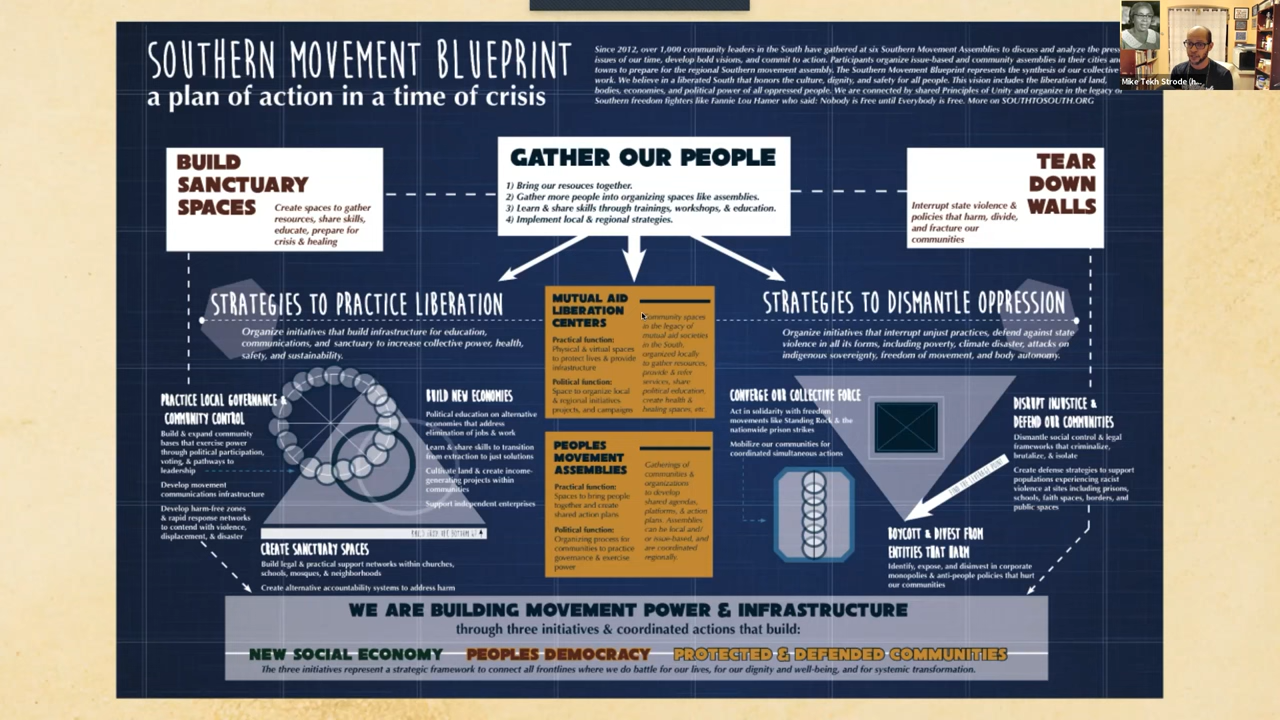 SOUTHERN MOVEMENT BLUEPRINT
a plan of action in a time of crisis
Since 2012, over 1,000 community leaders in the South have gathered at six Southern Movement Assemblies to discuss and analyze the
issues of our time, develop bold visions, and commit to action. Participants organize issue-based and community assemblies in their cities and
towns to prepare for the regional Southern movement assembly. The Southern Movement Blueprint represents the synthesis of our collective
work. We believe in a liberated South that honors the culture, dignity, and safety for all people. This vision includes the liberation of land,
bodies, economies, and political power of all oppressed people. We are connected by shared Principles of Unity and organize in the legacy of
Southern freedom fighters like Fannie Lou Hamer who said: Nobody is Free until Everybody is Free. More on SOUTHTOSOUTH.ORG
Mike Tekh Strode (h...
BUILD
SANCTUARY
SPACES
Create spaces to gather
resources, share skills,
educate, prepare for
crisis & healing
GATHER OUR PEOPLE
1) Bring our resouces together.
2) Gather more people into organizing spaces like assemblies.
3) Learn & share skills through trainings, workshops, & education.
4) Implement local & regional strategies.
TEAR
DOWN
WALLS
Interrupt state violence &
policies that harm, divide,
and fracture our
communities
STRATEGIES TO PRACTICE LIBERATION
Organize initiatives that build infrastructure for education,
communications, and sanctuary to increase collective power, health,
safety, and sustainability.
PRACTICE LOCAL GOVERNANCE &
COMMUNITY CONTROL
Build & expand community
bases that exercise power
through political participation,
voting, & pathways to
leadership
Develop movement
communications infrastructure
Develop harm-free zones
& rapid response networks
to contend with violence,
displacement, & disaster
BUILD NEW ECONOMIES
Political education on alternative
economies that address
elimination of jobs & work
Learn & share skills to transition
from extraction to just solutions
Cultivate land & create income-
generating projects within
communities
Support independent enterprises
CREATE SANCTUARY SPACES
Build legal & practical support networks within churches,
schools, mosques, & neighborhoods
Create alternative accountability systems to address harm
MUTUAL AID
LIBERATION
CENTERS
Practical function:
Physical & virtual spaces
to protect lives & provide
infrastructure
Political function:
Space to organize local
& regional initiatives
projects, and campaigns
Community spaces
in the legacy of
mutual aid societies
in the South,
organized locally
to gather resources,
provide & refer
services, share
political education,
create health &
healing spaces, etc.
PEOPLES
MOVEMENT
ASSEMBLIES
Practical function:
Spaces to bring people
together and create
shared action plans
Political function:
Organizing process for
communities to practice
governance & exercise
power
Gatherings of
communities &
organizations
to develop
shared agendas,
platforms, & action
plans. Assemblies
can be local and/
or issue-based, and
are coordinated
regionally.
STRATEGIES TO DISMANTLE OPPRESSION
Organize initiatives that interrupt unjust practices, defend against state
violence in all its forms, including poverty, climate disaster, attacks on
indigenous sovereignty, freedom of movement, and body autonomy.
CONVERGE OUR COLLECTIVE FORCE
Act in solidarity with freedom
movements like Standing Rock & the
nationwide prison strikes
Mobilize our communities for
coordinated simultaneous actions
DISRUPT INJUSTICE &
DEFEND OUR COMMUNITIES
Dismantle social control & legal
frameworks that criminalize,
brutalize, & isolate
Create defense strategies to support
populations experiencing racist
violence at sites including prisons,
schools, faith spaces, borders, and
public spaces
BOYCOTT & DIVEST FROM
ENTITIES THAT HARM
Identify, expose, and disinvest in corporate
monopolies & anti-people policies that hurt
our communities
WE ARE BUILDING MOVEMENT POWER & INFRASTRUCTURE
through three initiatives & coordinated actions that build:
NEW SOCIAL ECONOMY PEOPLES DEMOCRACY PROTECTED & DEFENDED COMMUNITIES
The three initiatives represent a strategic framework to connect all frontlines where we do battle for our lives, for our dignity and well-being, and for systemic transformation.